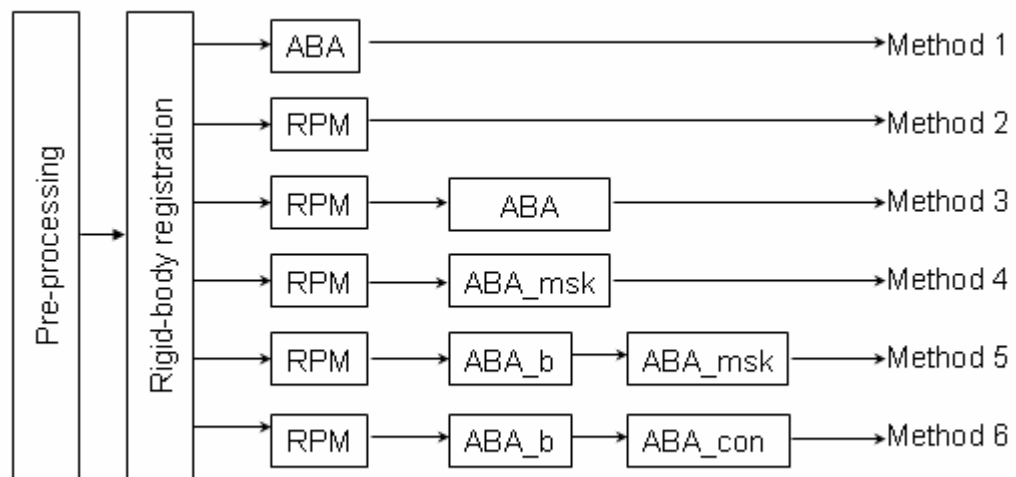 Pre-processing
Rigid-body registration
ABA
Method 1
RPM
Method 2
RPM
ABA
Method 3
RPM
ABA_msk
Method 4
RPM
ABA_b
ABA_msk
Method 5
RPM
ABA_b
ABA_con
Method 6